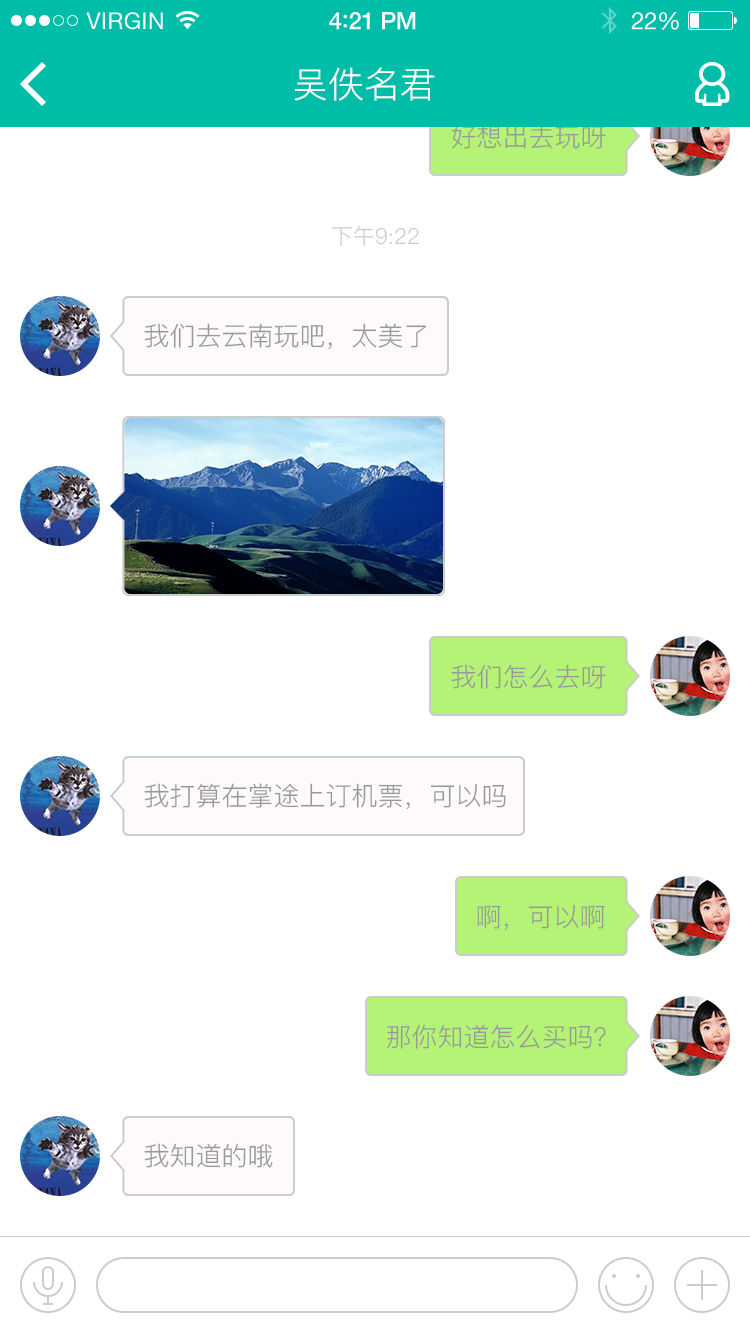 VIRGIN 4:21 PM 22%
吴佚名君
好想出去玩呀
下午9:22
我们去云南玩吧，太美了
我们怎么去呀
我打算在掌途上订机票，可以吗
啊，可以啊
那你知道怎么买吗?
我知道的哦